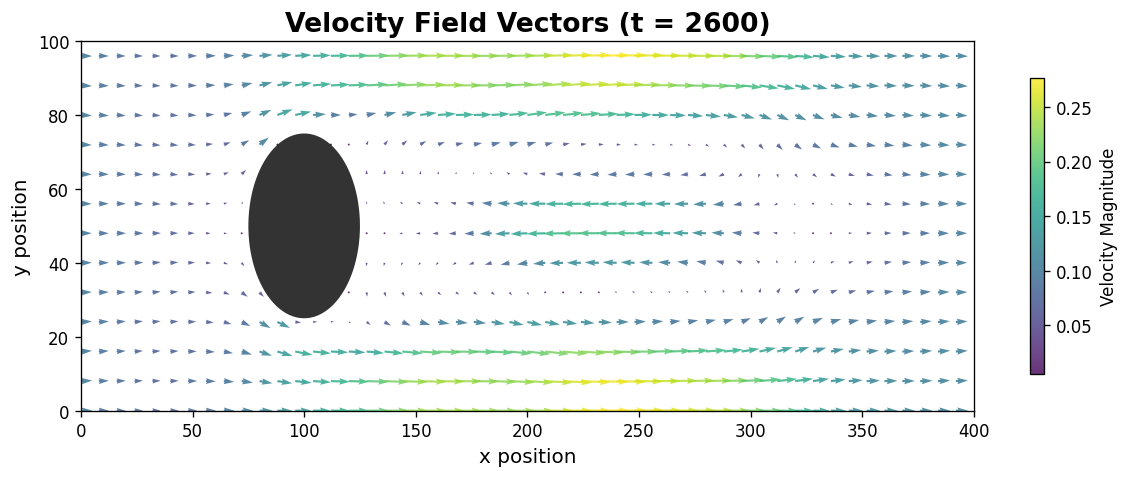 Velocity Field Vectors (t = 2600)
100
80
60
40
20
0
y position
0 50 100 150 200 250 300 350 400
x position
0.25
0.20
0.15
0.10
0.05
Velocity Magnitude